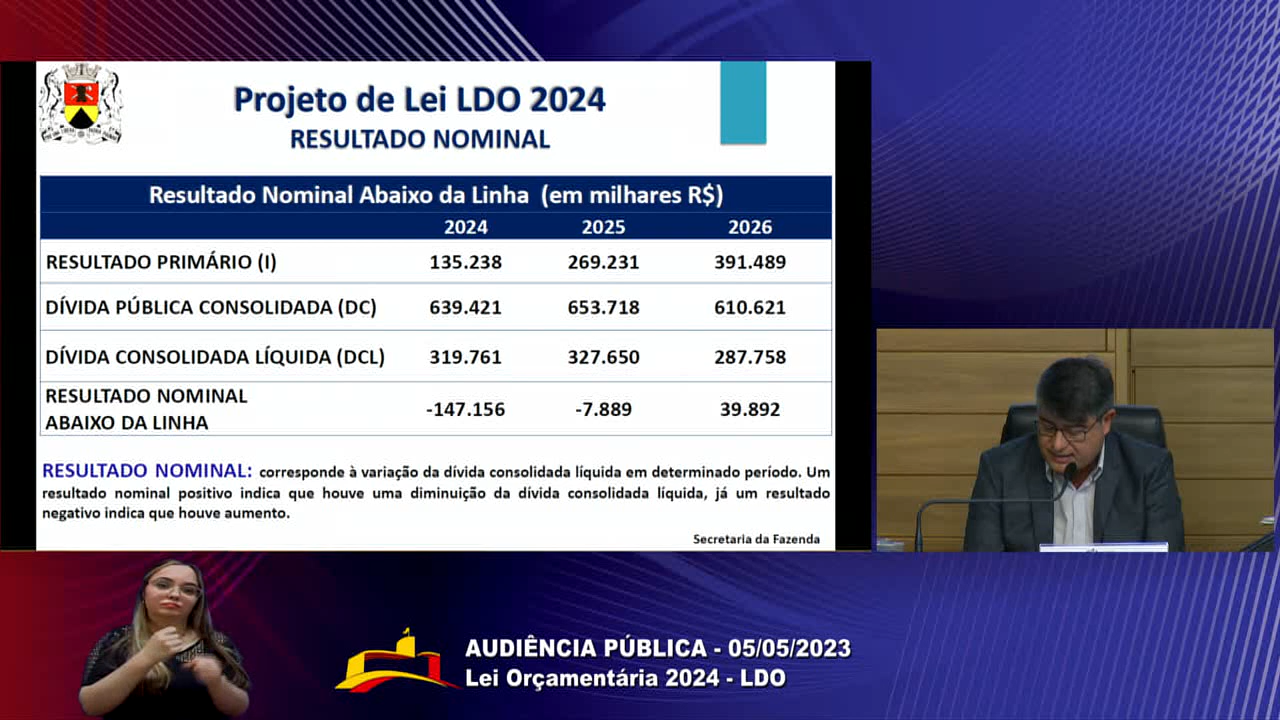 Projeto de Lei LDO 2024
RESULTADO NOMINAL
Resultado Nominal Abaixo da Linha (em milhares R$)
2024 2025 2026
RESULTADO PRIMÁRIO (I) 135.238 269.231 391.489
DÍVIDA PÚBLICA CONSOLIDADA (DC) 639.421 653.718 610.621
DÍVIDA CONSOLIDADA LÍQUIDA (DCL) 319.761 327.650 287.758
RESULTADO NOMINAL
ABAIXO DA LINHA -147.156 -7.889 39.892
RESULTADO NOMINAL: corresponde à variação da dívida consolidada líquida em determinado período. Um
resultado nominal positivo indica que houve uma diminuição da dívida consolidada líquida, já um resultado
negativo indica que houve aumento.
Secretaria da Fazenda
AUDIÊNCIA PÚBLICA - 05/05/2023
Lei Orçamentária 2024 - LDO